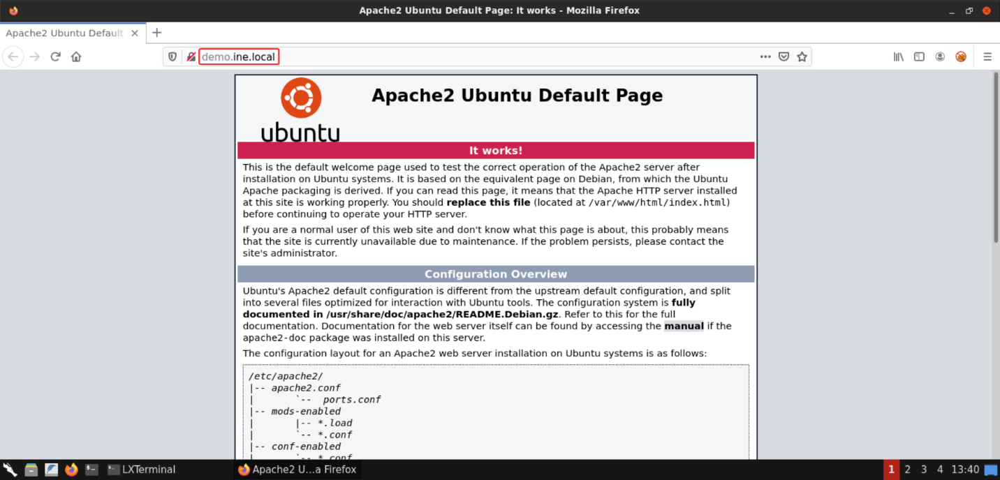 Apache2 Ubuntu Default Page: It works - Mozilla Firefox
Apache2 Ubuntu Default
demo.ine.local
ubuntu
Apache2 Ubuntu Default Page
It works!
This is the default welcome page used to test the correct operation of the Apache2 server after
installation on Ubuntu systems. It is based on the equivalent page on Debian, from which the Ubuntu
Apache packaging is derived. If you can read this page, it means that the Apache HTTP server installed
at this site is working properly. You should replace this file (located at /var/www/html/index.html)
before continuing to operate your HTTP server.
If you are a normal user of this web site and don't know what this page is about, this probably means
that the site is currently unavailable due to maintenance. If the problem persists, please contact the
site's administrator.
Configuration Overview
Ubuntu's Apache2 default configuration is different from the upstream default configuration, and split
into several files optimized for interaction with Ubuntu tools. The configuration system is fully
documented in /usr/share/doc/apache2/README.Debian.gz. Refer to this for the full
documentation. Documentation for the web server itself can be found by accessing the manual if the
apache2-doc package was installed on this server.
The configuration layout for an Apache2 web server installation on Ubuntu systems is as follows:
/etc/apache2/
|-- apache2.conf
|       `--  ports.conf
|-- mods-enabled
|       |-- *.load
|       `-- *.conf
|-- conf-enabled
|       `-- *.conf
LXTerminal
Apache2 U...a Firefox
1 2 3 4 13:40